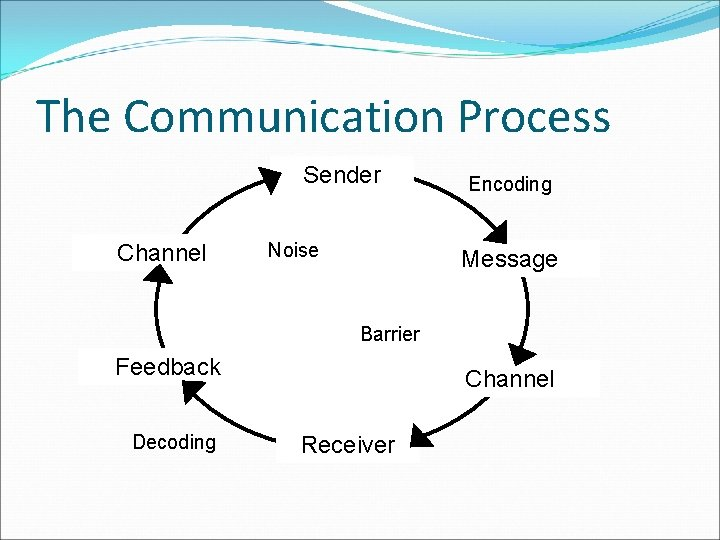 The Communication Process
Sender
Encoding
Channel
Noise
Message
Barrier
Feedback
Channel
Decoding
Receiver